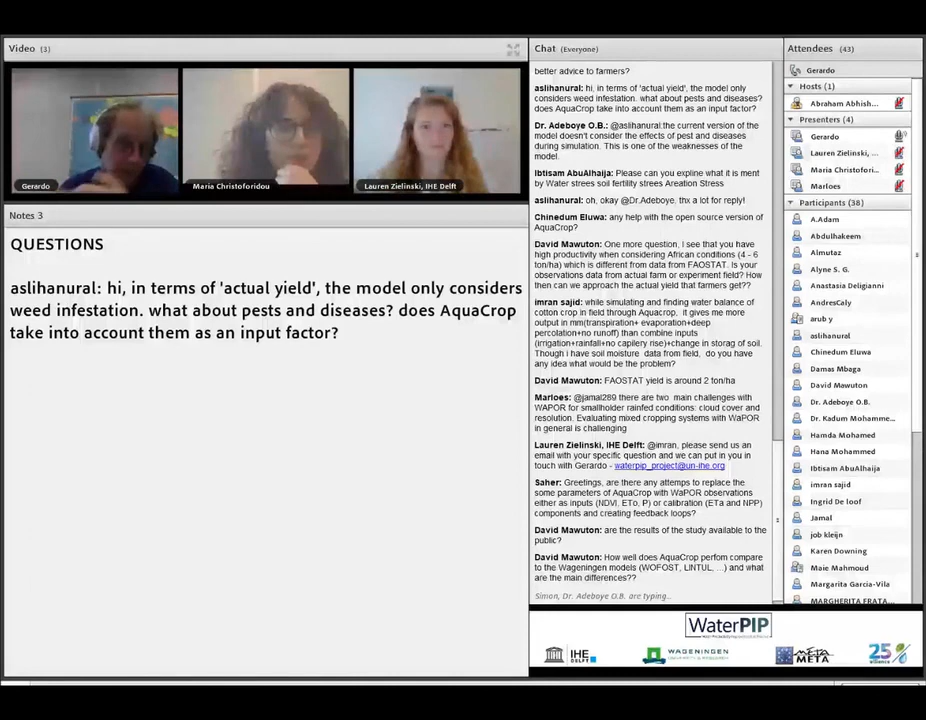 Video (3)
Gerardo
Maria Christoforidou
Lauren Zielinski, IHE Delft
Notes 3
QUESTIONS
aslihanural: hi, in terms of 'actual yield', the model only considers
weed infestation. what about pests and diseases? does AquaCrop
take into account them as an input factor?
Chat (Everyone)
better advice to farmers?
aslihanural: hi, in terms of 'actual yield', the model only
considers weed infestation. what about pests and diseases?
does AquaCrop take into account them as an input factor?
Dr. Adeboye O.B.: @aslihanural:the current version of the
model doesn't consider the effects of pest and diseases
during simulation. This is one of the weakness of the
model.
Ibtisam AbuAlhaija: Please can you expline what it is ment
by Water strees soil fertility strees Areation Stress
aslihanural: oh, okay @Dr.Adeboye, thx a lot for reply!
Chinedum Eluwa: any help with the open source version of
AquaCrop?
David Mawuton: One more question, I see that you have
high productivity when considering African conditions (4 - 6
ton/ha) which is different from data from FAOSTAT. Is your
observations data from actual farm or experiment field? How
then can we approach the actual yield that farmers get??
imran sajid: while simulating and finding water balance of
cotton crop in field through Aquacrop, it gives me more
output in mm(transpiration+ evaporation+deep
percolation+no runoff) than combine inputs
(irrigation+rainfall+no capilery rise)+change in storag of soil.
Though i have soil moisture data from field, do you have
any idea what would be the problem?
David Mawuton: FAOSTAT yield is around 2 ton/ha
Marloes: @jamal289 there are two main challenges with
WAPOR for smallholder rainfed conditions: cloud cover and
resolution. Evaluating mixed cropping systems with WaPOR
in general is challenging
Lauren Zielinski, IHE Delft: @imran, please send us an
email with your specific question and we can put in you in
touch with Gerardo - waterpip_project@un-ihe.org
Saher: Greetings, are there any attemps to replace the
some parameters of AquaCrop with WaPOR observations
either as inputs (NDVI, ETo, P) or calibration (ETa and NPP)
components and creating feedback loops?
David Mawuton: are the results of the study available to the
public?
David Mawuton: How well does AquaCrop perfom compare
to the Wageningen models (WOFOST, LINTUL, ...) and what
are the main differences??
Simon, Dr. Adeboye O.B. are typing...
Attendees (43)
Gerardo
Hosts (1)
Abraham Abhish...
Presenters (4)
Gerardo
Lauren Zielinski, ...
Maria Christofori...
Marloes
Participants (38)
A.Adam
Abdulhakeem
Almutaz
Alyne S. G.
Anastasia Deligianni
AndresCaly
arub y
aslihanural
Chinedum Eluwa
Damas Mbaga
David Mawuton
Dr. Adeboye O.B.
Dr. Kadum Mohamme...
Hamda Mohamed
Hana Mohammed
Ibtisam AbuAlhaija
imran sajid
Ingrid De loof
Jamal
job kleijn
Karen Downing
Maie Mahmoud
Margarita Garcia-Vila
MARGHERITA FRATA...
WaterPIP
IHE
DELFT
WAGENINGEN
META
META
25